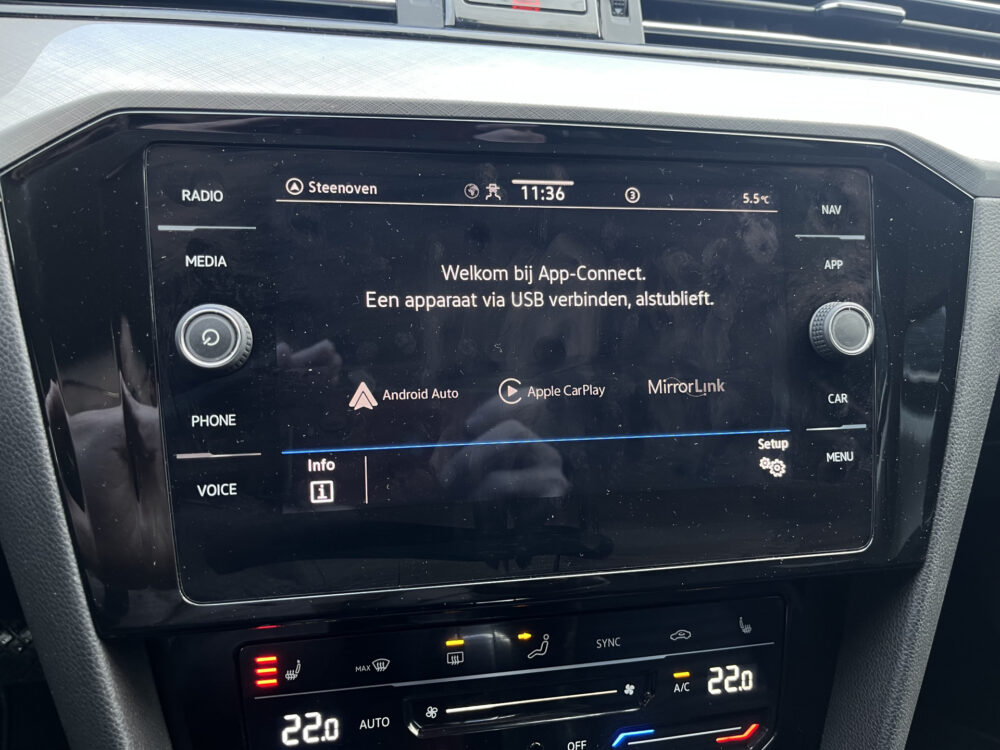 RADIO
MEDIA
PHONE
VOICE
Steenoven
11:36
3
5.5°C
Welkom bij App-Connect.
Een apparaat via USB verbinden, alstublieft.
Android Auto
Apple CarPlay
MirrorLink
Info
i
Setup
NAV
APP
CAR
MENU
MAX
SYNC
22.0
AUTO
A/C
22.0
OFF